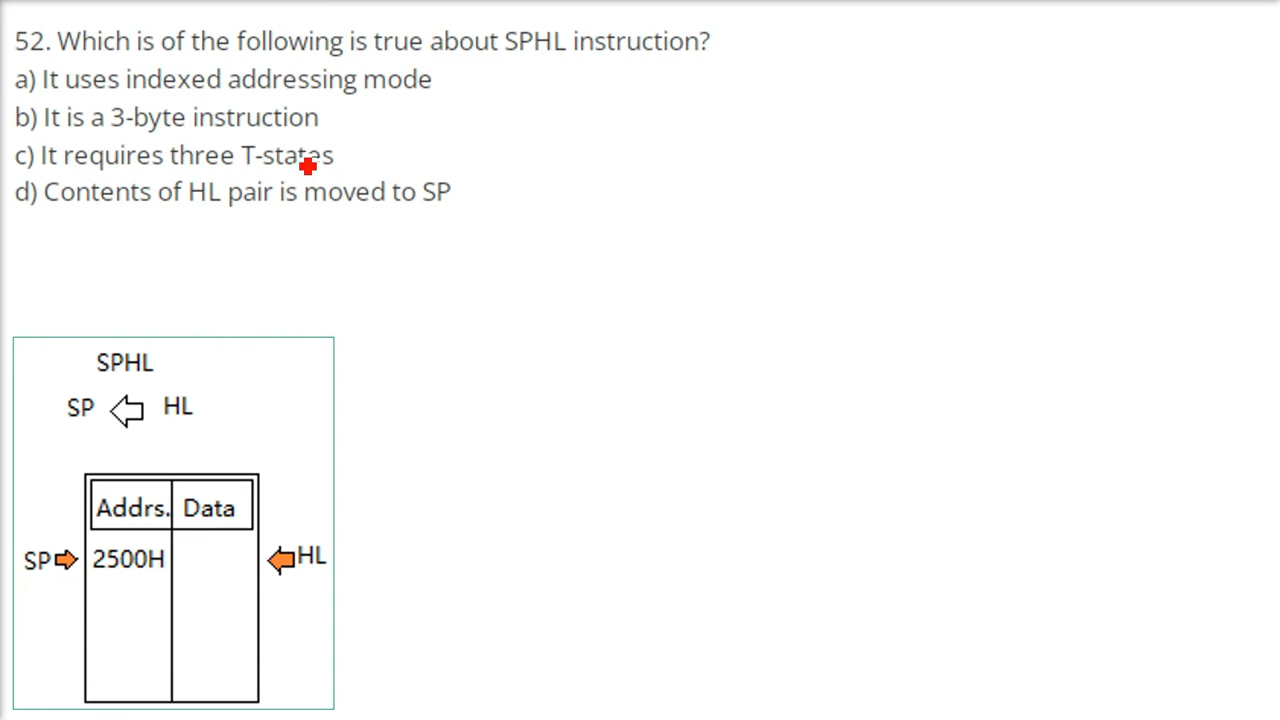 52. Which is of the following is true about SPHL instruction?
a) It uses indexed addressing mode
b) It is a 3-byte instruction
c) It requires three T-states
d) Contents of HL pair is moved to SP
SPHL
SP HL
Addrs. Data
SP 2500H HL